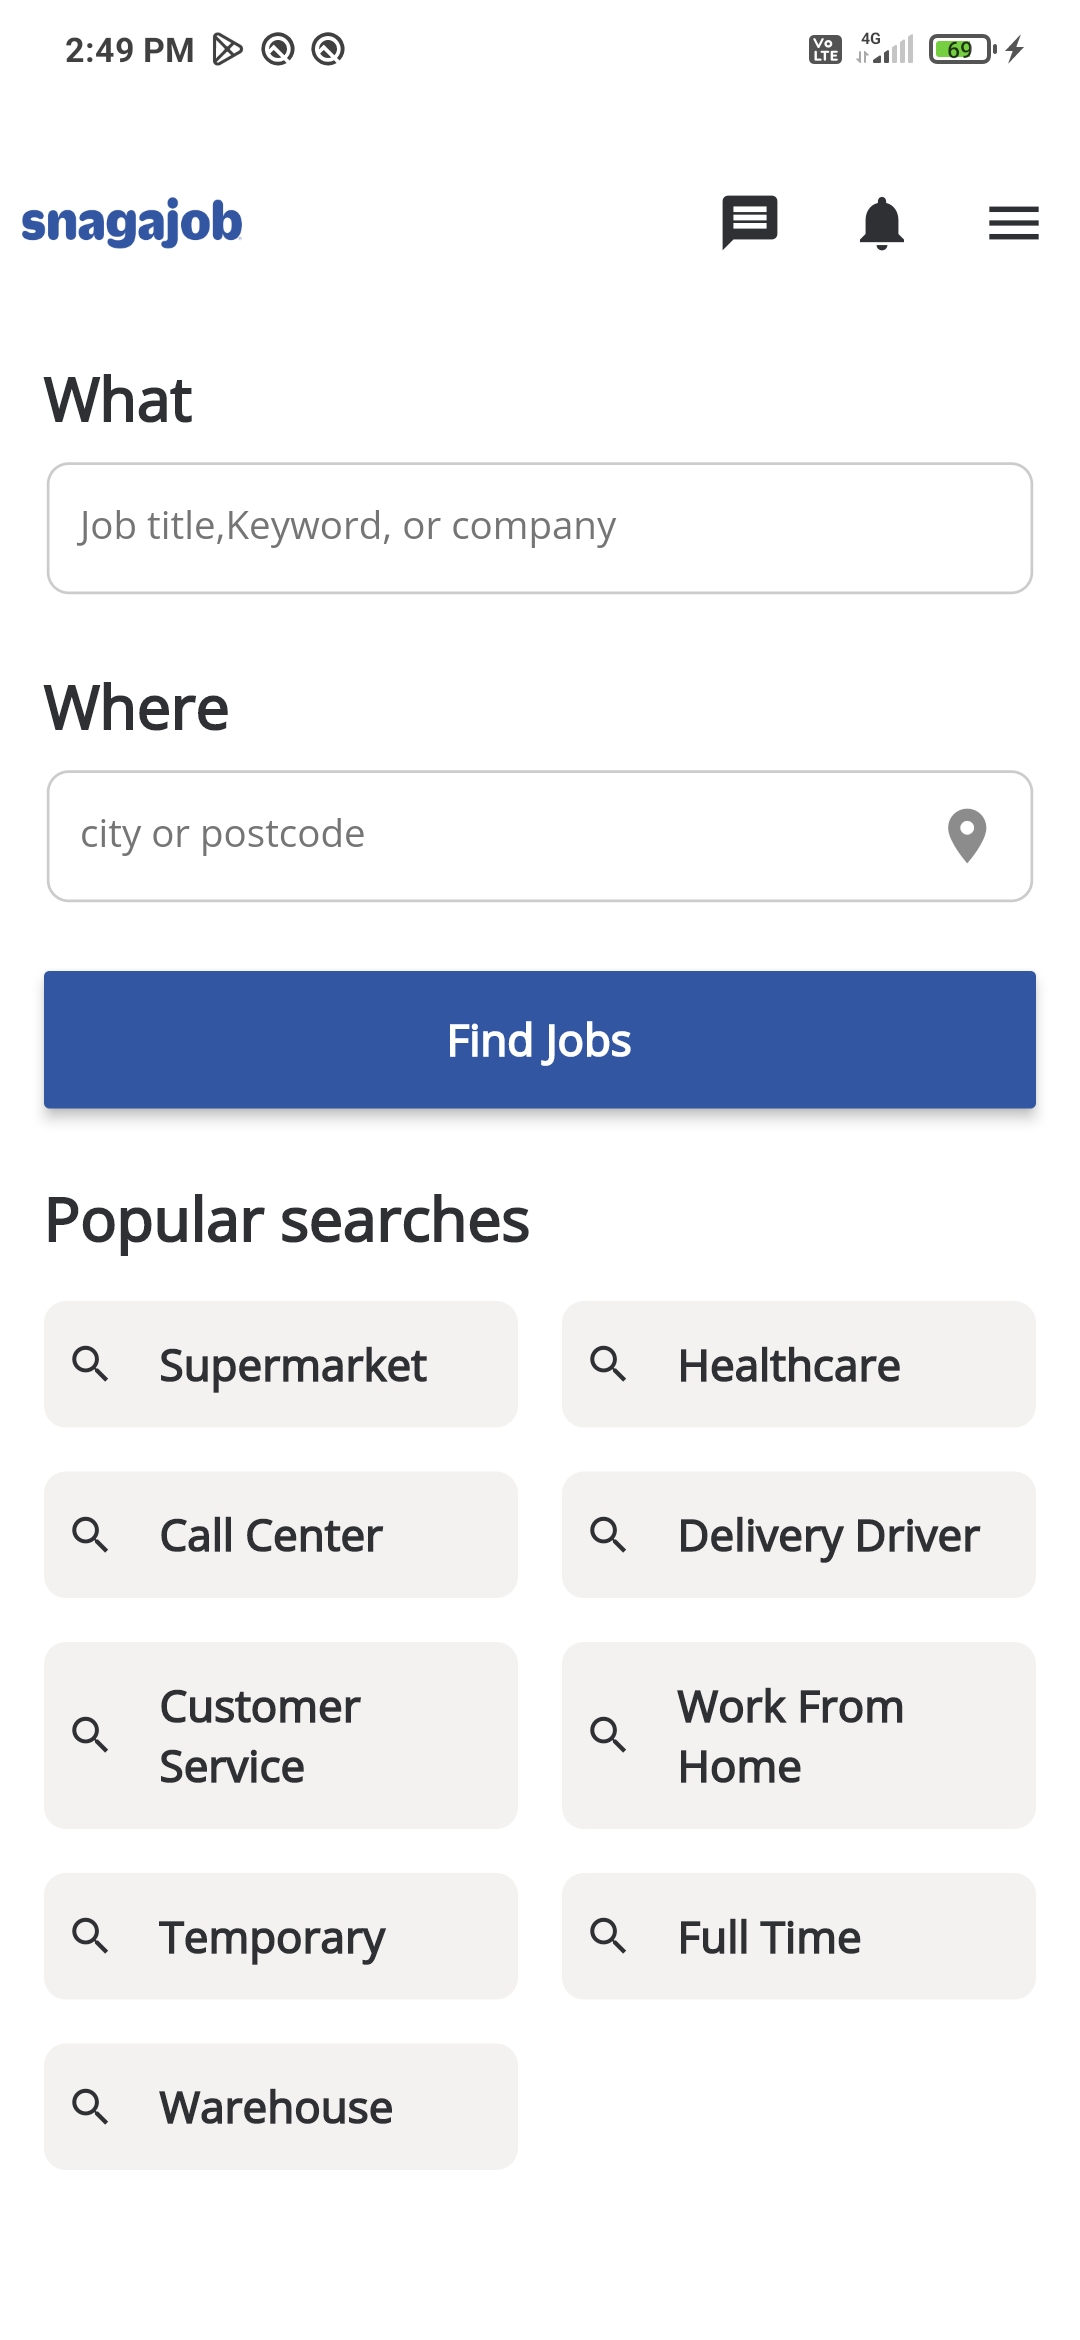 2:49 PM
Vo LTE 4G 69
snagajob
What
Job title,Keyword, or company
Where
city or postcode
Find Jobs
Popular searches
Supermarket
Healthcare
Call Center
Delivery Driver
Customer
Service
Work From
Home
Temporary
Full Time
Warehouse